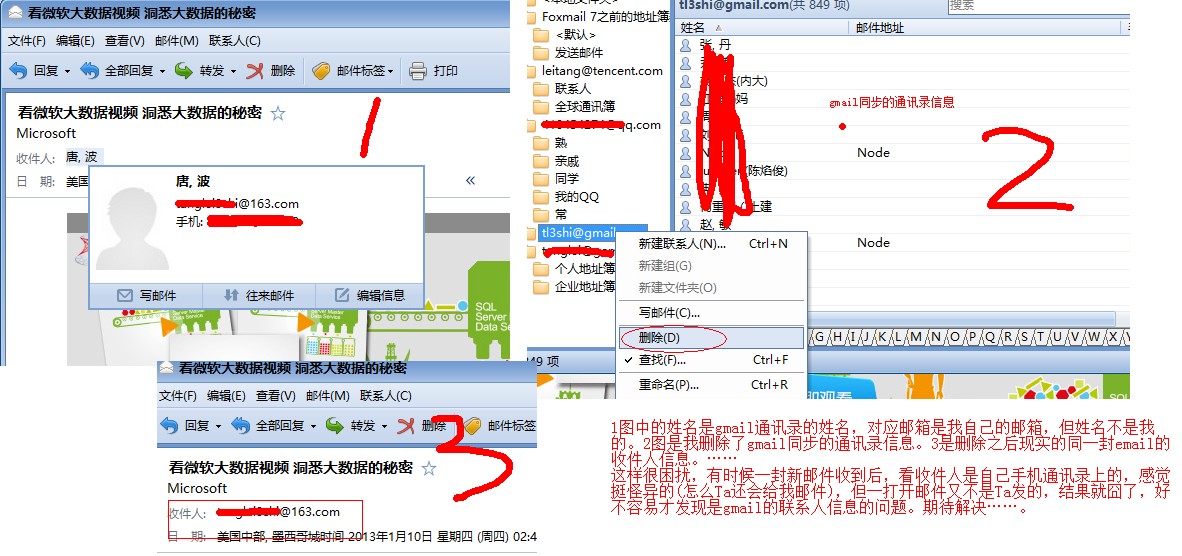 看微软大数据视频 洞悉大数据的秘密
文件(F) 编辑(E) 查看(V) 邮件(M) 联系人(C)
回复 全部回复 转发 删除 邮件标签 打印
看微软大数据视频 洞悉大数据的秘密
Microsoft
收件人: 唐, 波
日 期: 美国
1
唐, 波
@163.com
手机:
写邮件 往来邮件 编辑信息
SQL
Server Master
Data Service
Server Master
Data Service
本地文件夹
Foxmail 7之前的地址簿
<默认>
发送邮件
leitang@tencent.com
联系人
全球通讯簿
qq.com
熟
亲戚
同学
我的QQ
常
tl3shi@gmail
个人地址簿
企业地址簿
849 项
tl3shi@gmail.com(共 849 项) 搜索
姓名 邮件地址
张, 丹
(内大)
妈
gmail同步的通讯录信息
Node
(陈焰俊)
土建
赵, 敏
Node
2
新建联系人(N)... Ctrl+N
新建组(G)
新建文件夹(O)
写邮件(C)...
删除(D)
查找(F)... Ctrl+F
重命名(P)... Ctrl+R
G H I J K L M N O P Q R S T U V W X Y
看微软大数据视频 洞悉大数据的秘密
文件(F) 编辑(E) 查看(V) 邮件(M) 联系人(C)
回复 全部回复 转发 删除 邮件标签
3
看微软大数据视频 洞悉大数据的秘密
Microsoft
收件人: @163.com
日 期: 美国中部, 墨西哥城时间 2013年1月10日 星期四 (周四) 02:4
1图中的姓名是gmail通讯录的姓名，对应邮箱是我自己的邮箱，但姓名不是我
的。2图是我删除了gmail同步的通讯录信息。3是删除之后现实的同一封email的
收件人信息。……
这样很困扰，有时候一封新邮件收到后，看收件人是自己手机通讯录上的，感觉
挺怪异的(怎么Ta还会给我邮件)，但一打开邮件又不是Ta发的，结果就囧了，好
不容易才发现是gmail的联系人信息的问题。期待解决……。